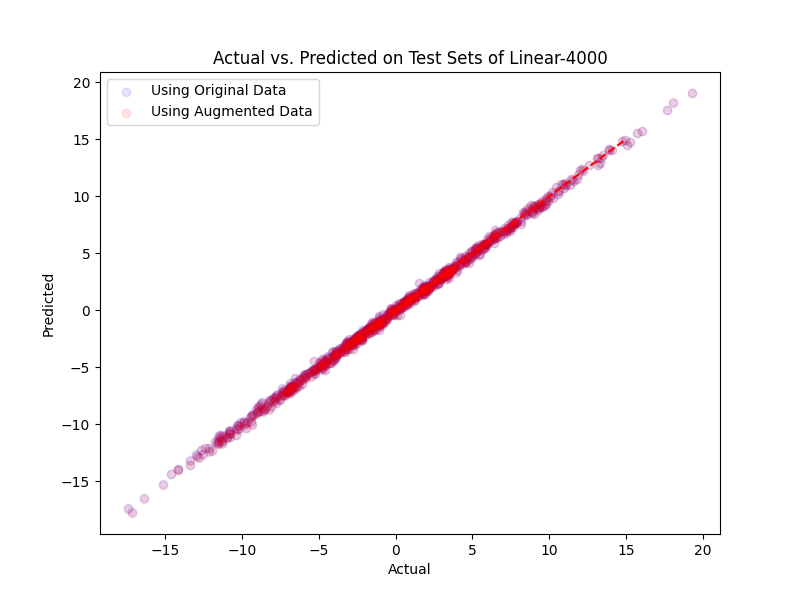 Actual vs. Predicted on Test Sets of Linear-4000
Using Original Data
Using Augmented Data
20
15
10
5
0
−5
−10
−15
Predicted
−15 −10 −5 0 5 10 15 20
Actual